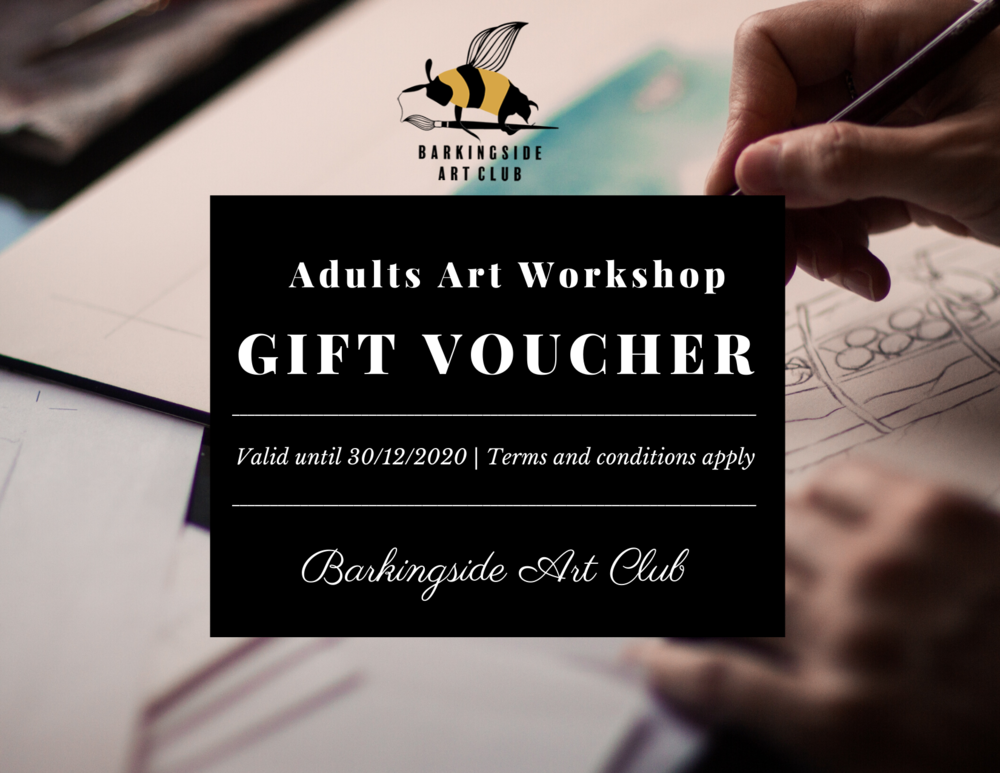 BARKINGSIDE
ART CLUB
Adults Art Workshop
GIFT VOUCHER
Valid until 30/12/2020 | Terms and conditions apply
Barkingside Art Club